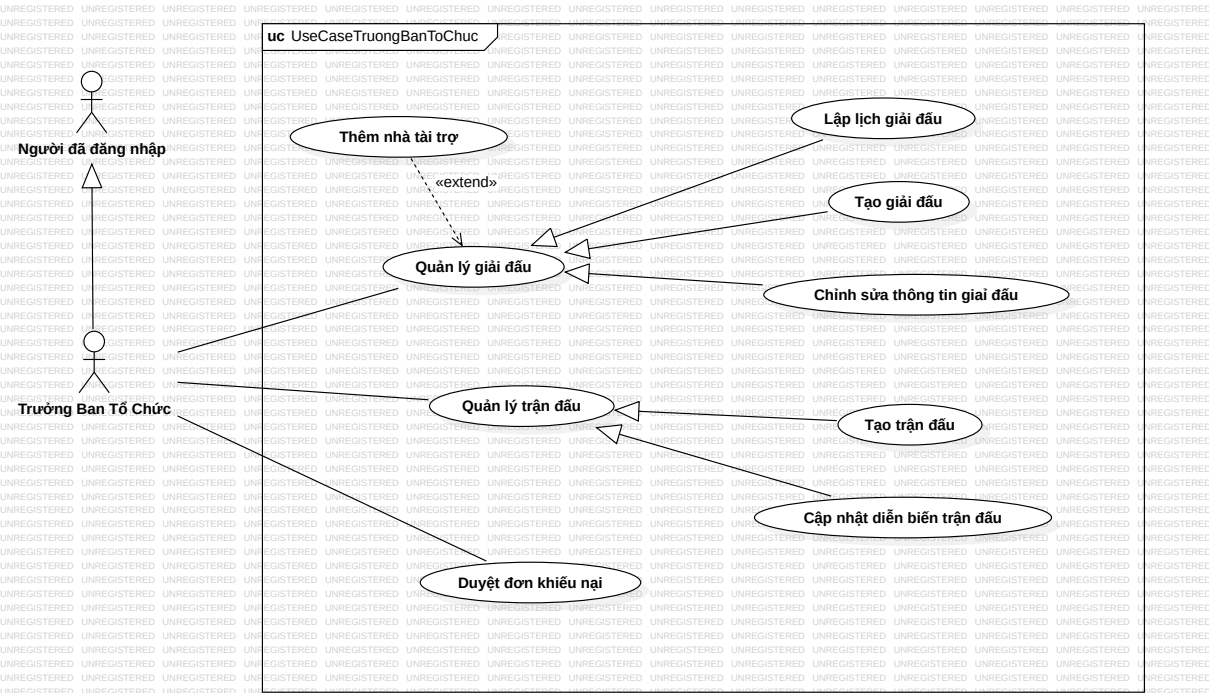 uc UseCaseTruongBanToChuc
Người đã đăng nhập
Thêm nhà tài trợ
Lập lịch giải đấu
«extend»
Tạo giải đấu
Quản lý giải đấu
Chỉnh sửa thông tin giaỉ đấu
Trưởng Ban Tổ Chức
Quản lý trận đấu
Tạo trận đấu
Cập nhật diễn biến trận đấu
Duyệt đơn khiếu nại
UNREGISTERED